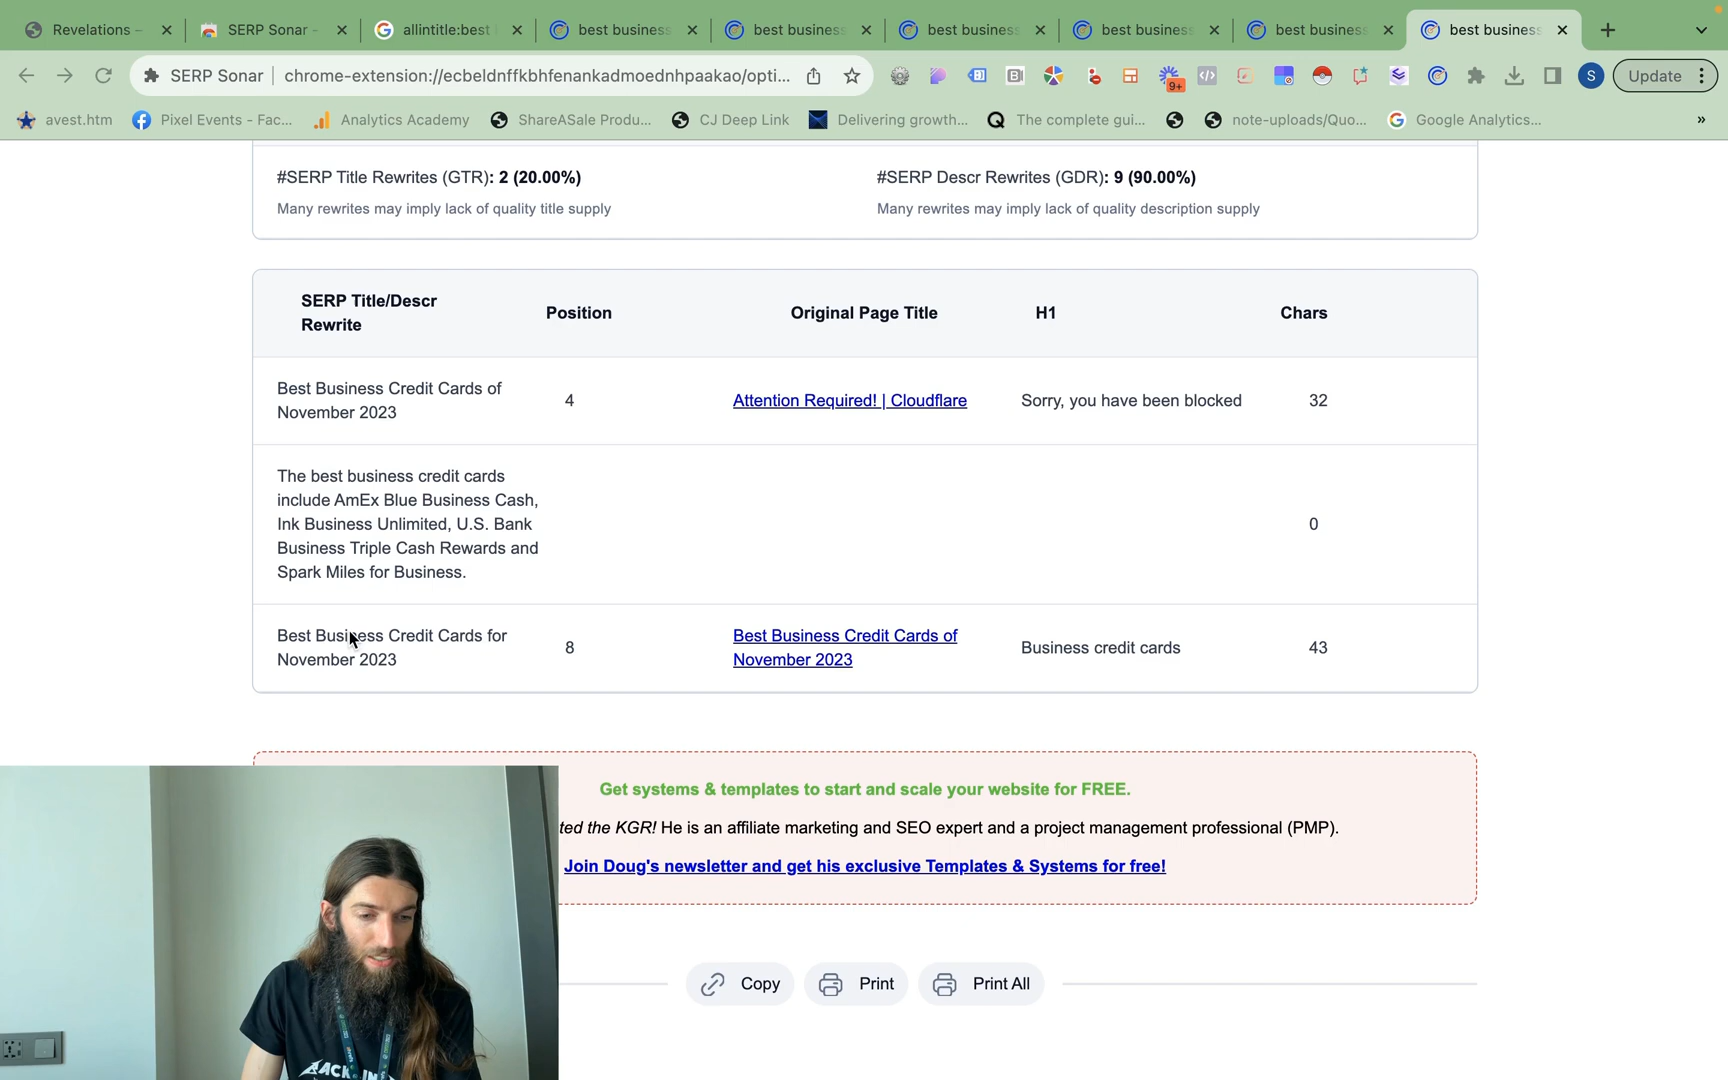 Revelations –
SERP Sonar -
allintitle:best
best business
best business
best business
best business
best business
best business
SERP Sonar
chrome-extension://ecbeldnffkbhfenankadmoednhpaakao/opti...
9+
S
Update
avest.htm
Pixel Events - Fac...
Analytics Academy
ShareASale Produ...
CJ Deep Link
Delivering growth...
The complete gui...
note-uploads/Quo...
Google Analytics...
»
#SERP Title Rewrites (GTR): 2 (20.00%)
Many rewrites may imply lack of quality title supply
#SERP Descr Rewrites (GDR): 9 (90.00%)
Many rewrites may imply lack of quality description supply
SERP Title/Descr
Rewrite
Position
Original Page Title
H1
Chars
Best Business Credit Cards of
November 2023
4
Attention Required! | Cloudflare
Sorry, you have been blocked
32
The best business credit cards
include AmEx Blue Business Cash,
Ink Business Unlimited, U.S. Bank
Business Triple Cash Rewards and
Spark Miles for Business.
0
Best Business Credit Cards for
November 2023
8
Best Business Credit Cards of
November 2023
Business credit cards
43
Get systems & templates to start and scale your website for FREE.
ted the KGR! He is an affiliate marketing and SEO expert and a project management professional (PMP).
Join Doug's newsletter and get his exclusive Templates & Systems for free!
Copy
Print
Print All